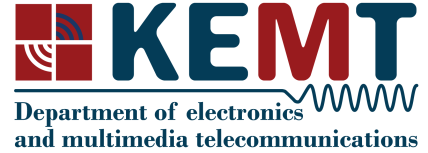 KEMT
Department of electronics
and multimedia telecommunications